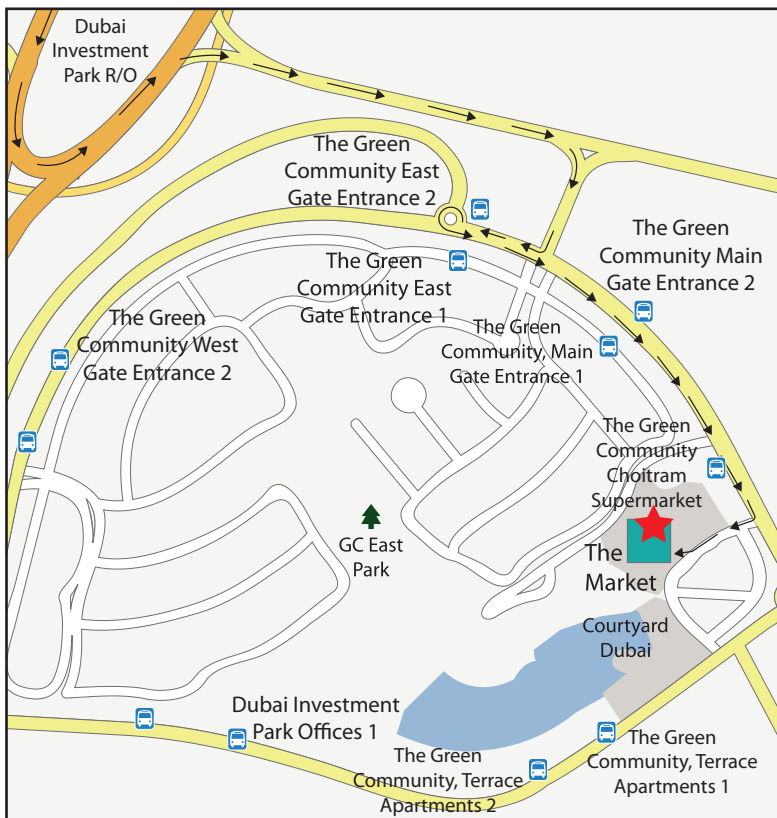 Dubai
Investment
Park R/O
The Green
Community East
Gate Entrance 2
The Green
Community Main
Gate Entrance 2
The Green
Community East
Gate Entrance 1
The Green
Community West
Gate Entrance 2
The Green
Community, Main
Gate Entrance 1
The Green
Community
Choitram
Supermarket
GC East
Park
The
Market
Courtyard
Dubai
Dubai Investment
Park Offices 1
The Green
Community, Terrace
Apartments 2
The Green
Community, Terrace
Apartments 1